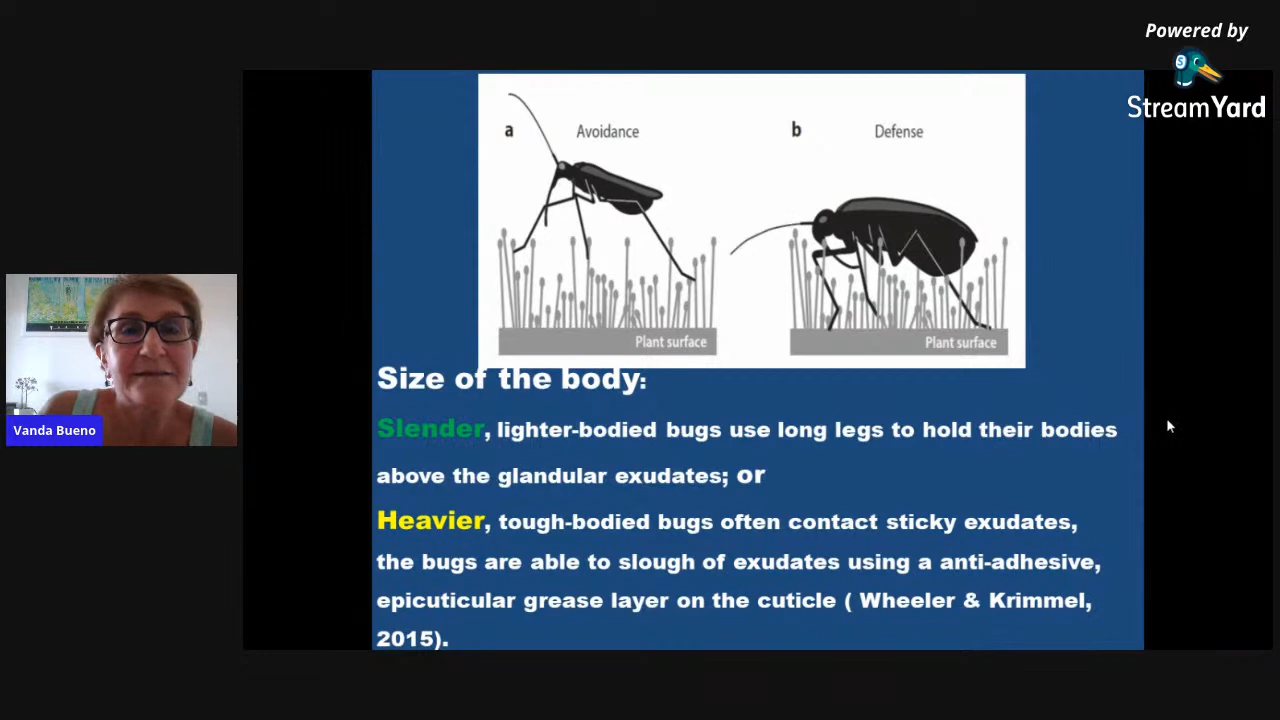 Powered by
StreamYard
a Avoidance
b Defense
Plant surface
Plant surface
Size of the body:
Slender, lighter-bodied bugs use long legs to hold their bodies
above the glandular exudates; or
Heavier, tough-bodied bugs often contact sticky exudates,
the bugs are able to slough of exudates using a anti-adhesive,
epicuticular grease layer on the cuticle ( Wheeler & Krimmel,
2015).
Vanda Bueno